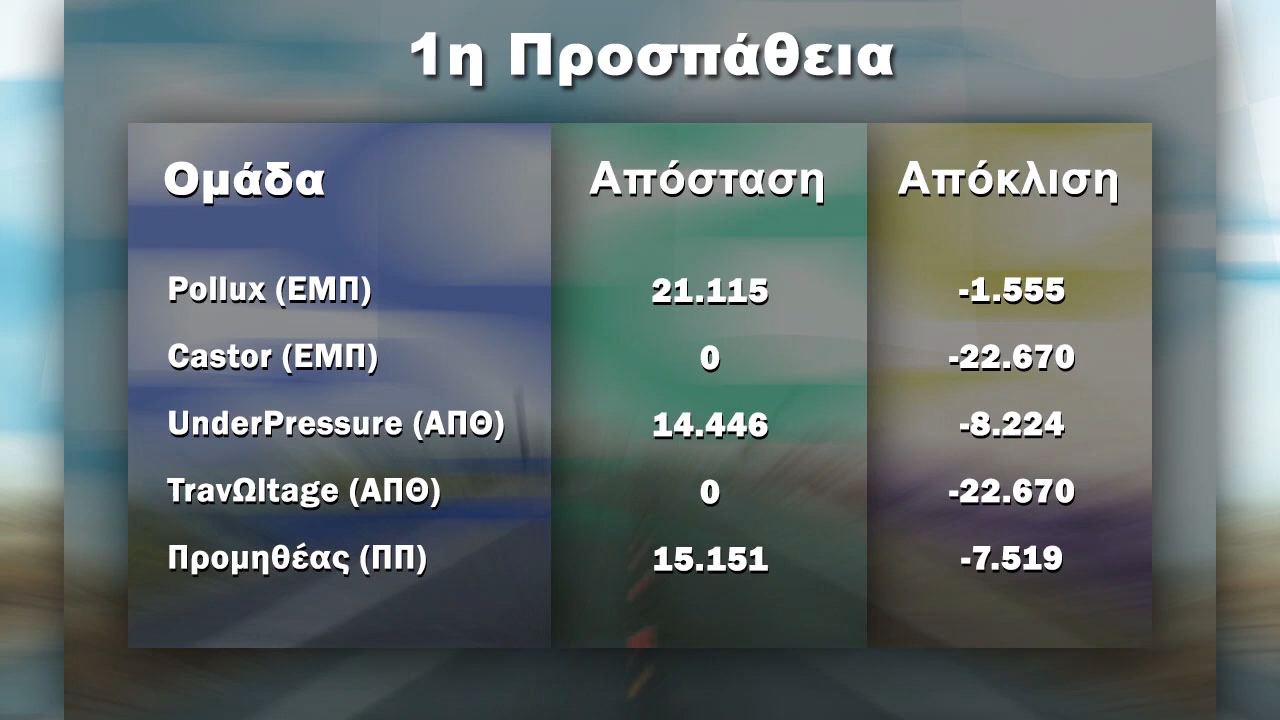 1η Προσπάθεια
Ομάδα Απόσταση Απόκλιση
Pollux (ΕΜΠ) 21.115 -1.555
Castor (ΕΜΠ) 0 -22.670
UnderPressure (ΑΠΘ) 14.446 -8.224
TravΩltage (ΑΠΘ) 0 -22.670
Προμηθέας (ΠΠ) 15.151 -7.519